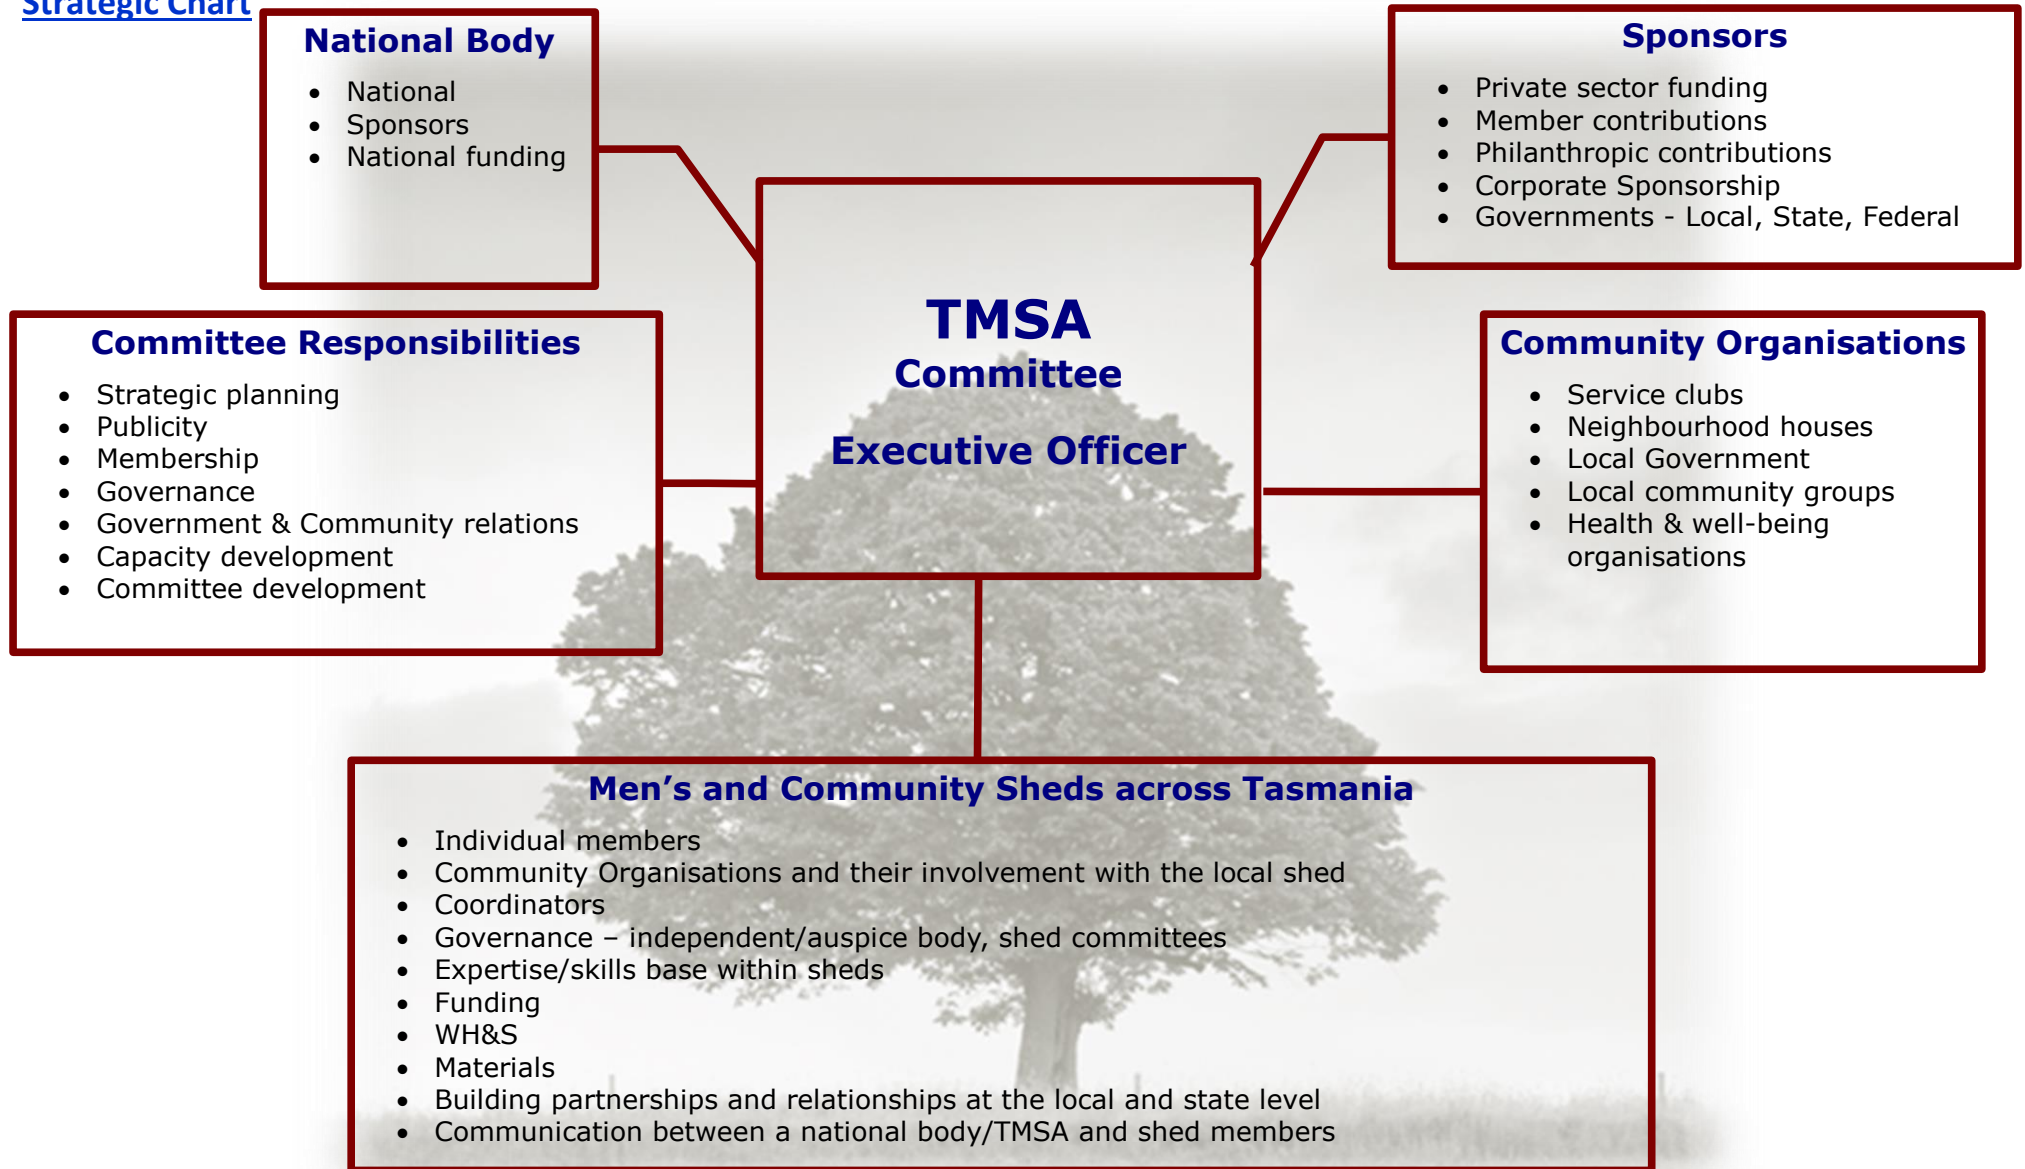 Strategic Chart
National Body
• National
• Sponsors
• National funding
Sponsors
• Private sector funding
• Member contributions
• Philanthropic contributions
• Corporate Sponsorship
• Governments - Local, State, Federal
TMSA
Committee
Executive Officer
Committee Responsibilities
• Strategic planning
• Publicity
• Membership
• Governance
• Government & Community relations
• Capacity development
• Committee development
Community Organisations
• Service clubs
• Neighbourhood houses
• Local Government
• Local community groups
• Health & well-being
organisations
Men’s and Community Sheds across Tasmania
• Individual members
• Community Organisations and their involvement with the local shed
• Coordinators
• Governance – independent/auspice body, shed committees
• Expertise/skills base within sheds
• Funding
• WH&S
• Materials
• Building partnerships and relationships at the local and state level
• Communication between a national body/TMSA and shed members